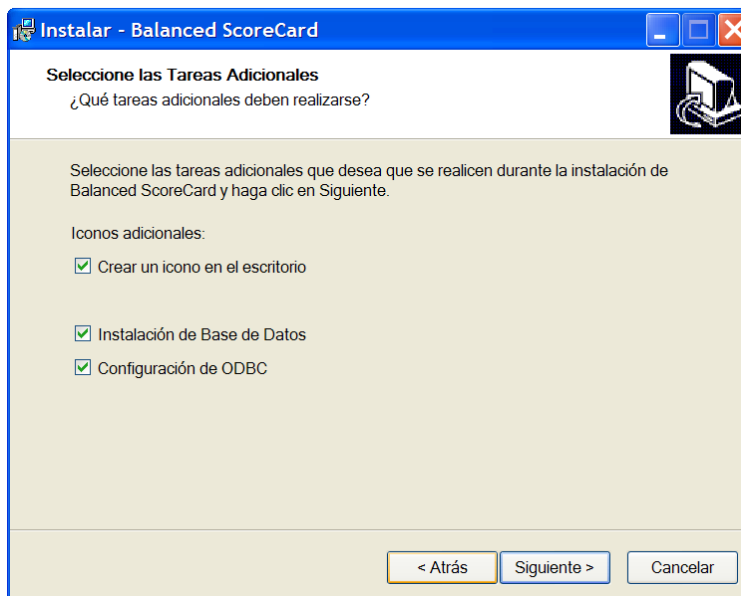 Instalar - Balanced ScoreCard
Seleccione las Tareas Adicionales
¿Qué tareas adicionales deben realizarse?
Seleccione las tareas adicionales que desea que se realicen durante la instalación de
Balanced ScoreCard y haga clic en Siguiente.
Iconos adicionales:
Crear un icono en el escritorio
Instalación de Base de Datos
Configuración de ODBC
< Atrás
Siguiente >
Cancelar